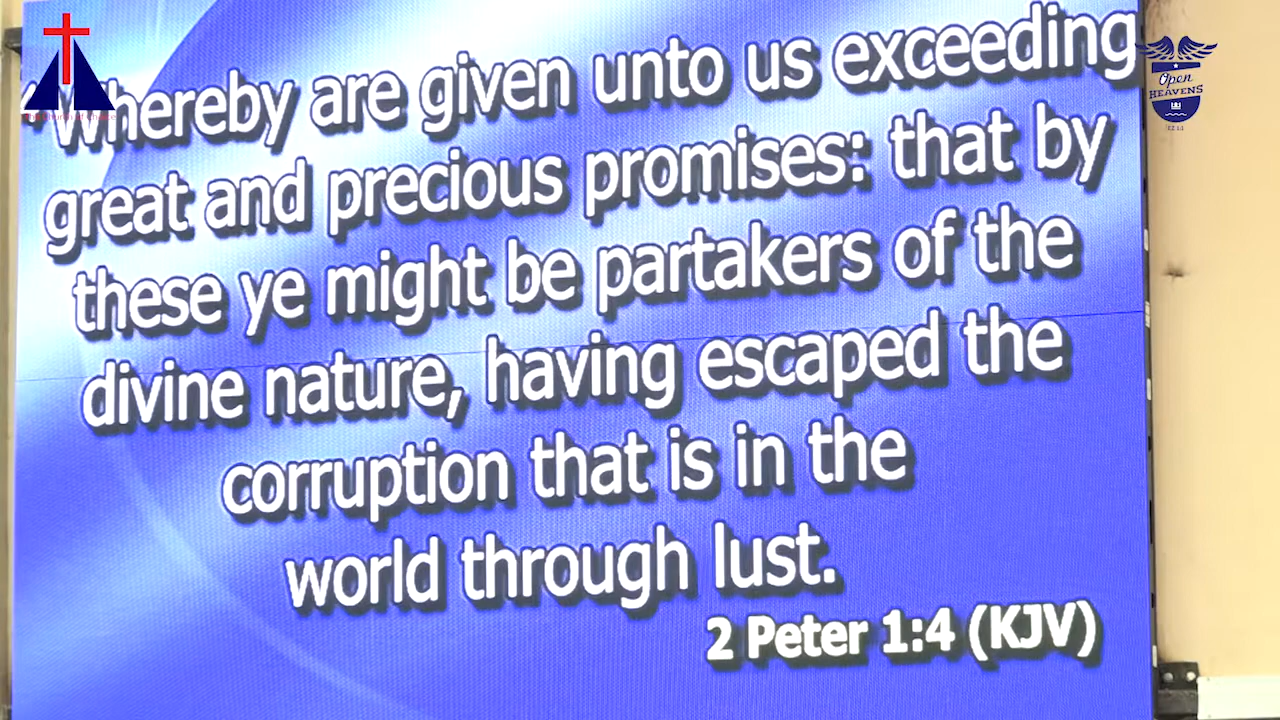 “Whereby are given unto us exceeding
great and precious promises: that by
these ye might be partakers of the
divine nature, having escaped the
corruption that is in the
world through lust.
2 Peter 1:4 (KJV)
Open
HEAVENS